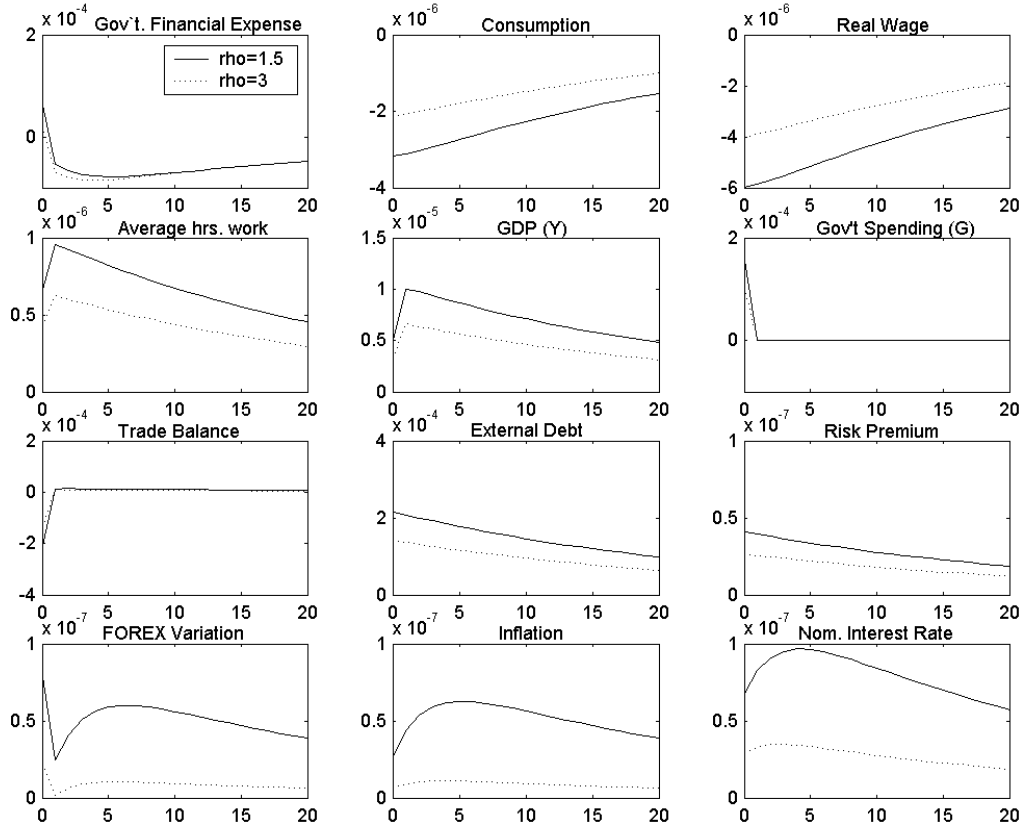 x 10⁻⁴ Gov`t. Financial Expense
2
0
0 5 10 15 20
rho=1.5
rho=3
x 10⁻⁶ Consumption
0
-2
-4
0 5 10 15 20
x 10⁻⁶ Real Wage
0
-2
-4
-6
0 5 10 15 20
x 10⁻⁶ Average hrs. work
1
0.5
0
0 5 10 15 20
x 10⁻⁵ GDP (Y)
1.5
1
0.5
0
0 5 10 15 20
x 10⁻⁴ Gov't Spending (G)
2
0
0 5 10 15 20
x 10⁻⁴ Trade Balance
2
0
-2
-4
0 5 10 15 20
x 10⁻⁴ External Debt
4
2
0
0 5 10 15 20
x 10⁻⁷ Risk Premium
1
0.5
0
0 5 10 15 20
x 10⁻⁷ FOREX Variation
1
0.5
0
0 5 10 15 20
x 10⁻⁷ Inflation
1
0.5
0
0 5 10 15 20
x 10⁻⁷ Nom. Interest Rate
1
0.5
0
0 5 10 15 20